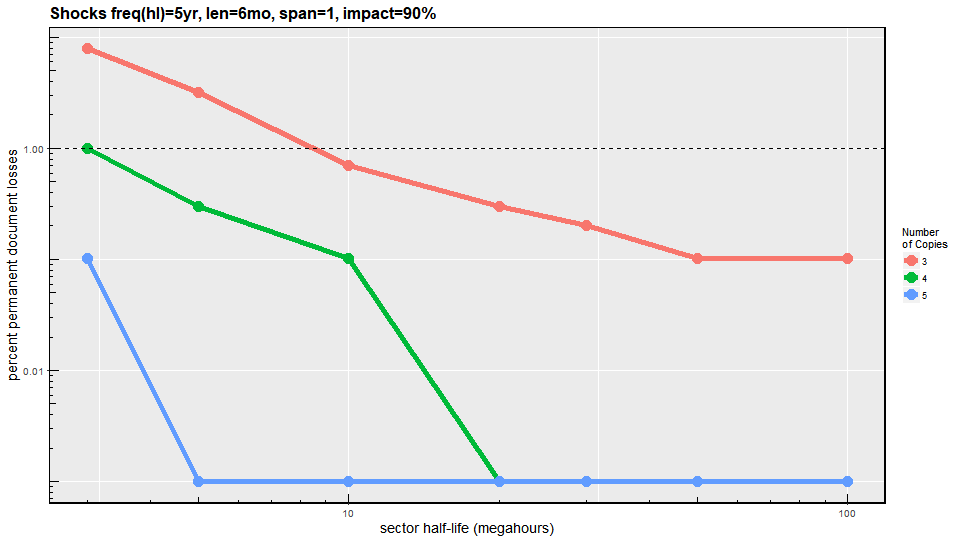 Shocks freq(hl)=5yr, len=6mo, span=1, impact=90%
percent permanent document losses
1.00
0.01
10
100
sector half-life (megahours)
Number
of Copies
3
4
5